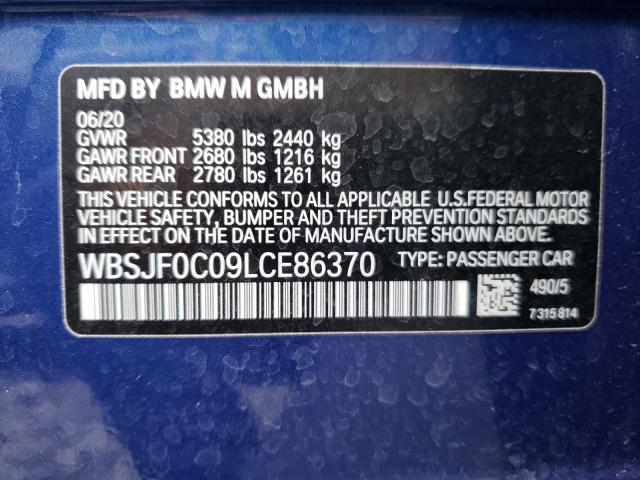 MFD BY BMW M GMBH
06/20
GVWR 5380 lbs 2440 kg
GAWR FRONT 2680 lbs 1216 kg
GAWR REAR 2780 lbs 1261 kg
THIS VEHICLE CONFORMS TO ALL APPLICABLE U.S.FEDERAL MOTOR
VEHICLE SAFETY, BUMPER AND THEFT PREVENTION STANDARDS
IN EFFECT ON THE DATE OF MANUFACTURE SHOWN ABOVE.
WBSJF0C09LCE86370 TYPE: PASSENGER CAR
490/5
7 315 814